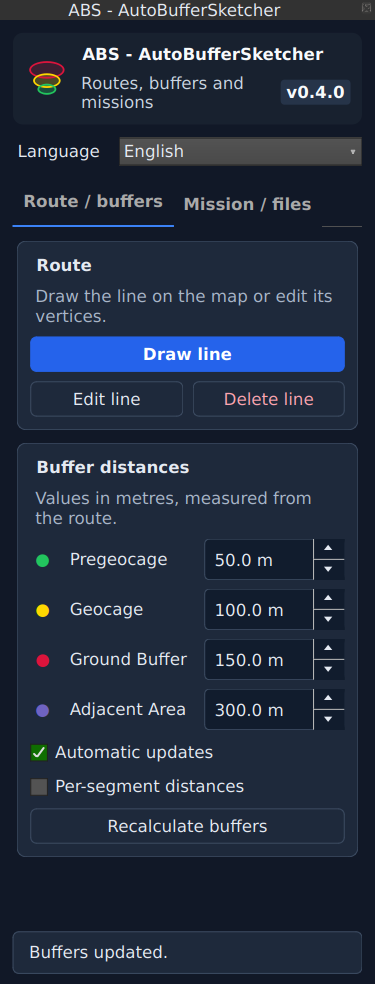 ABS - AutoBufferSketcher
ABS - AutoBufferSketcher
Routes, buffers and
missions
v0.4.0
Language
English
Route / buffers
Mission / files
Route
Draw the line on the map or edit its
vertices.
Draw line
Edit line
Delete line
Buffer distances
Values in metres, measured from
the route.
Pregeocage
50.0 m
Geocage
100.0 m
Ground Buffer
150.0 m
Adjacent Area
300.0 m
Automatic updates
Per-segment distances
Recalculate buffers
Buffers updated.